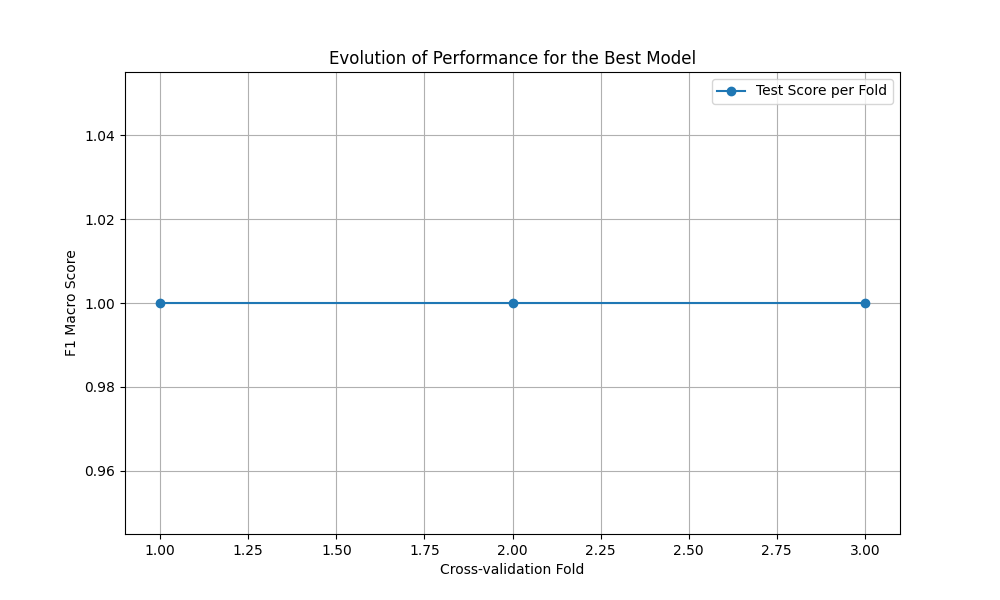 Evolution of Performance for the Best Model
Test Score per Fold
1.04
1.02
1.00
0.98
0.96
F1 Macro Score
1.00 1.25 1.50 1.75 2.00 2.25 2.50 2.75 3.00
Cross-validation Fold